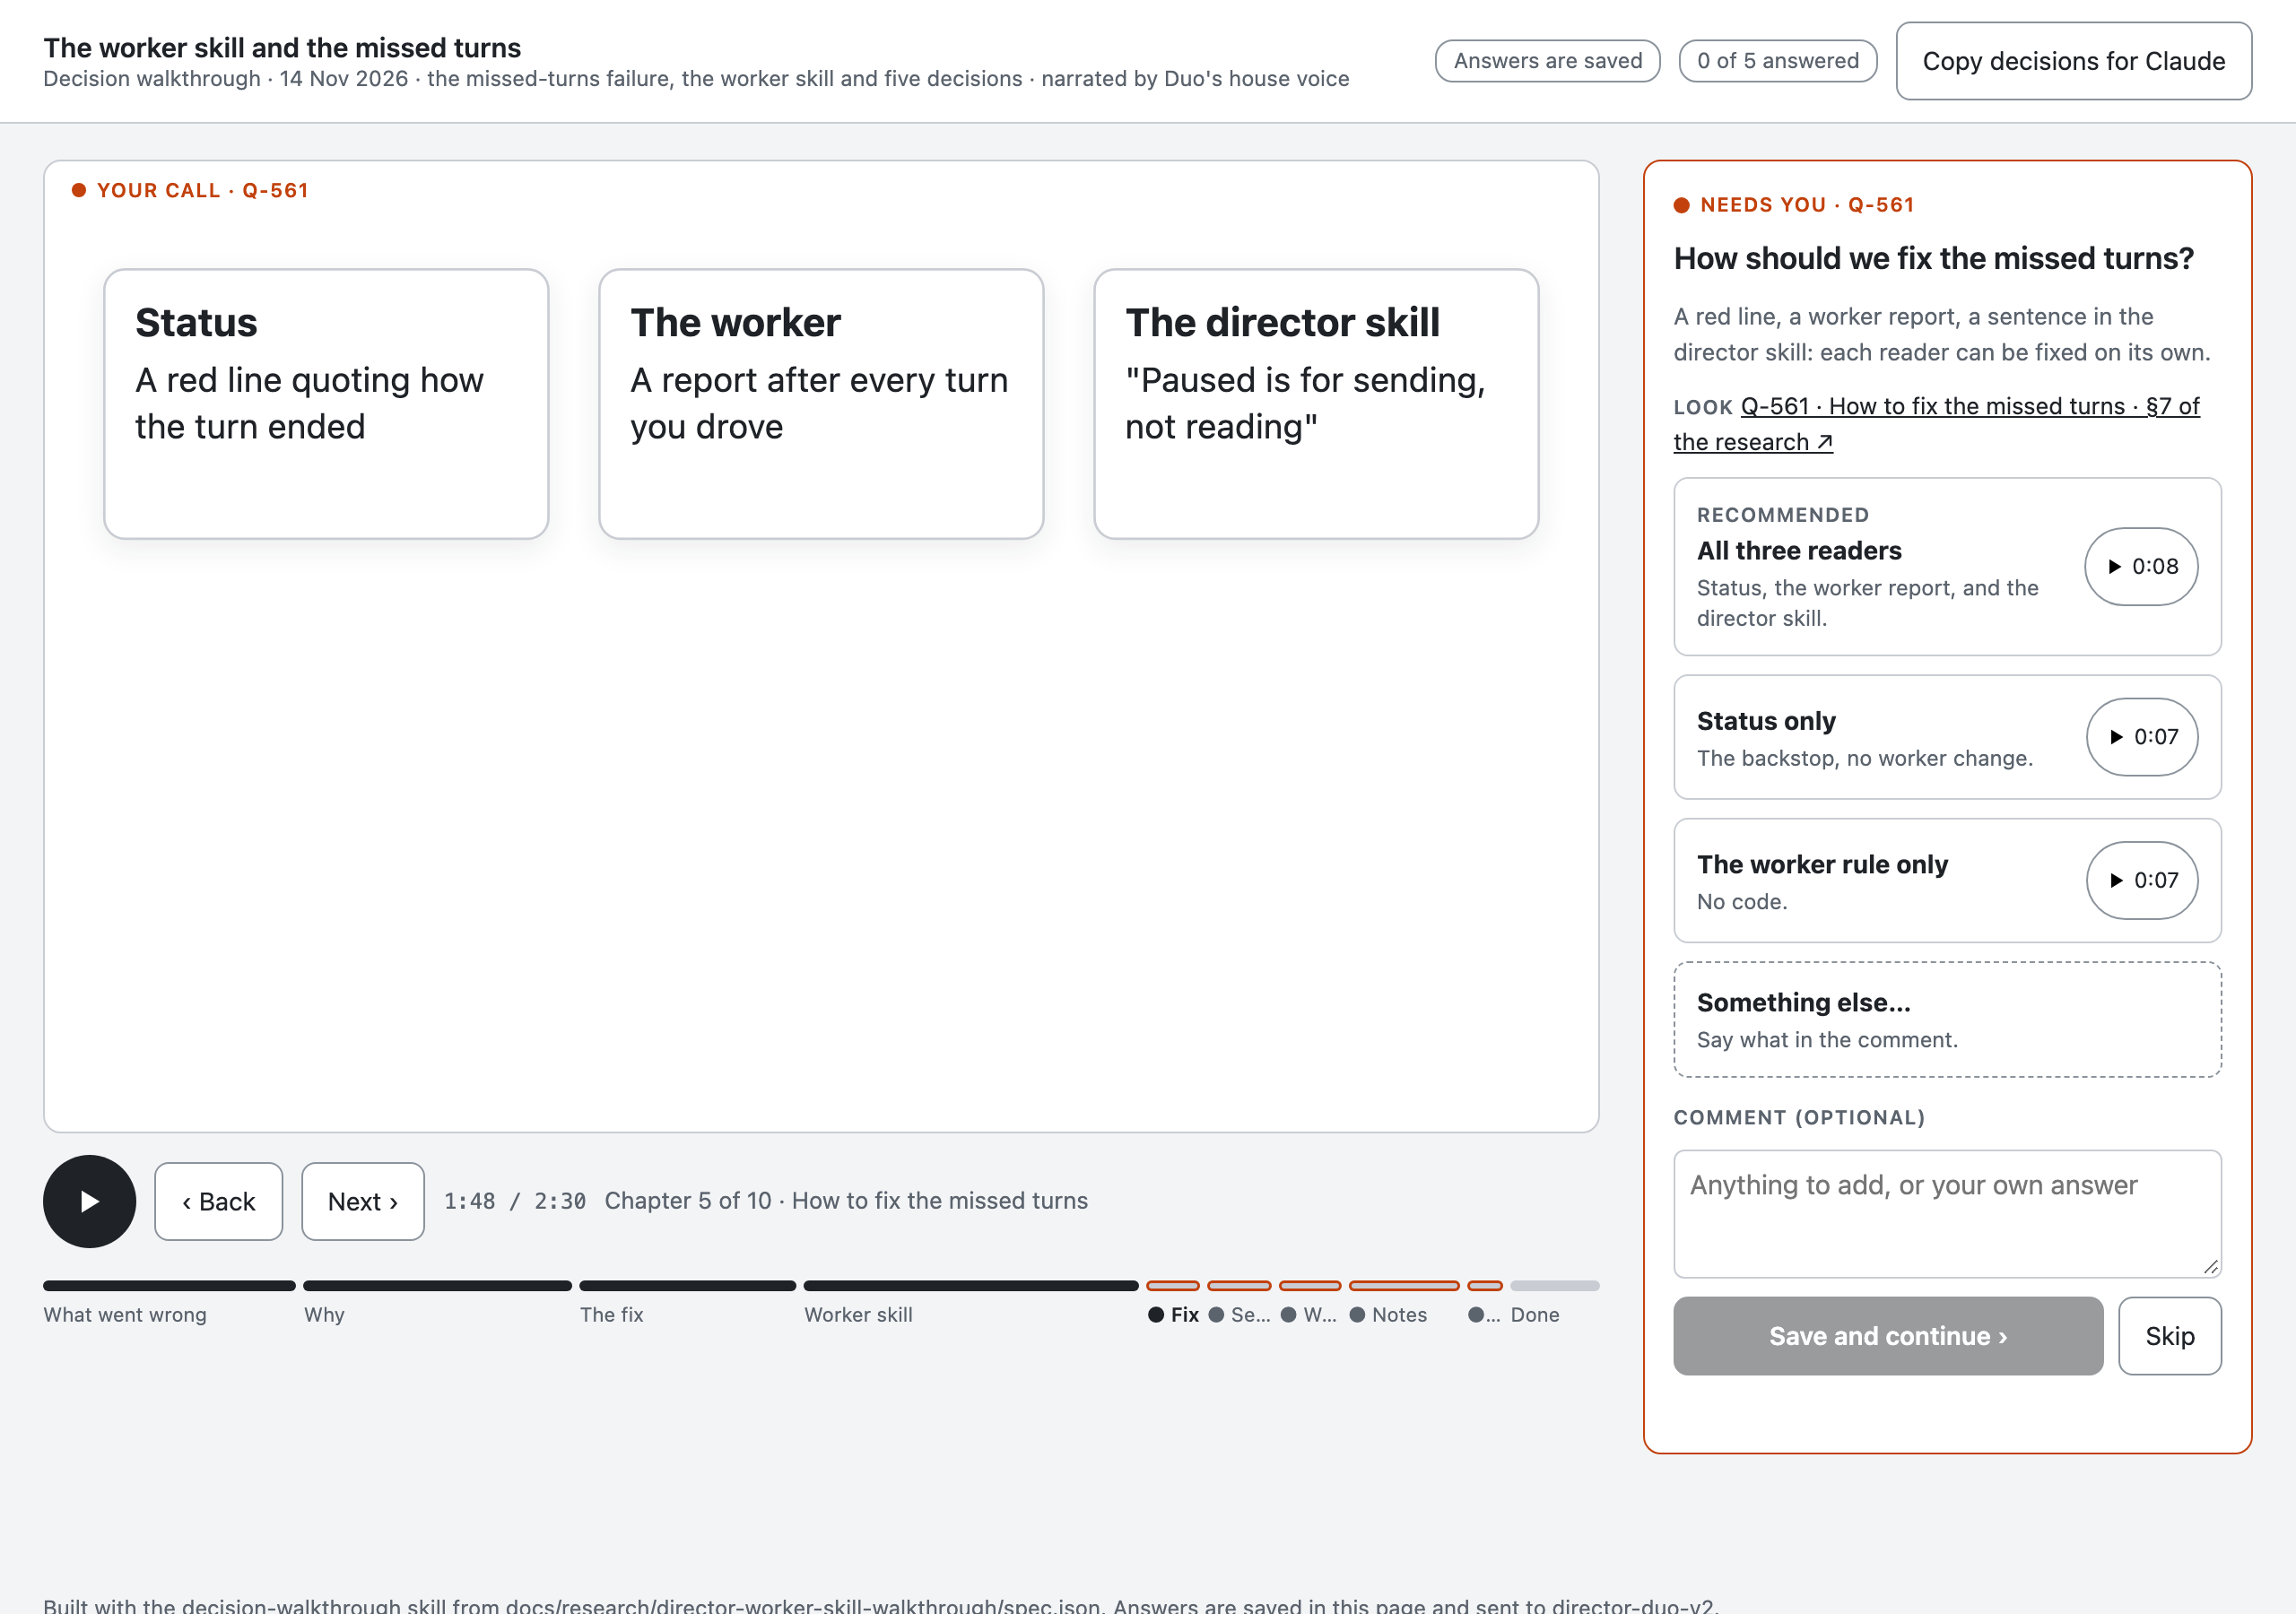 The worker skill and the missed turns
Decision walkthrough · 14 Nov 2026 · the missed-turns failure, the worker skill and five decisions · narrated by Duo's house voice
Answers are saved
0 of 5 answered
Copy decisions for Claude
YOUR CALL · Q-561
Status
A red line quoting how
the turn ended
The worker
A report after every turn
you drove
The director skill
"Paused is for sending,
not reading"
‹ Back
Next ›
1:48 / 2:30
Chapter 5 of 10 · How to fix the missed turns
What went wrong
Why
The fix
Worker skill
Fix
Se...
W...
Notes
...
Done
NEEDS YOU · Q-561
How should we fix the missed turns?
A red line, a worker report, a sentence in the
director skill: each reader can be fixed on its own.
LOOK Q-561 · How to fix the missed turns · §7 of
the research ↗
RECOMMENDED
All three readers
Status, the worker report, and the
director skill.
0:08
Status only
The backstop, no worker change.
0:07
The worker rule only
No code.
0:07
Something else...
Say what in the comment.
COMMENT (OPTIONAL)
Anything to add, or your own answer
Save and continue ›
Skip
Built with the decision-walkthrough skill from docs/research/director-worker-skill-walkthrough/spec.json. Answers are saved in this page and sent to director-duo-v2.